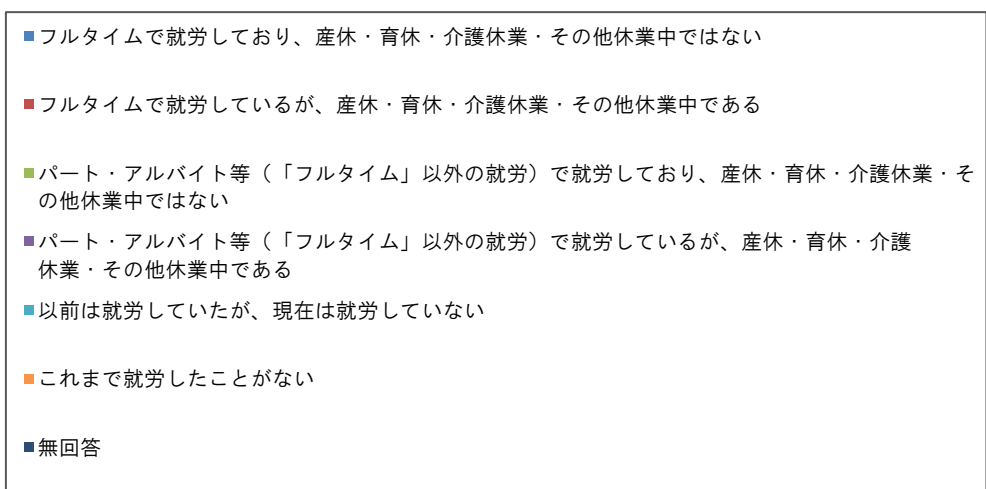 フルタイムで就労しており、産休・育休・介護休業・その他休業中ではない
フルタイムで就労しているが、産休・育休・介護休業・その他休業中である
パート・アルバイト等（「フルタイム」以外の就労）で就労しており、産休・育休・介護休業・そ
の他休業中ではない
パート・アルバイト等（「フルタイム」以外の就労）で就労しているが、産休・育休・介護
休業・その他休業中である
以前は就労していたが、現在は就労していない
これまで就労したことがない
無回答